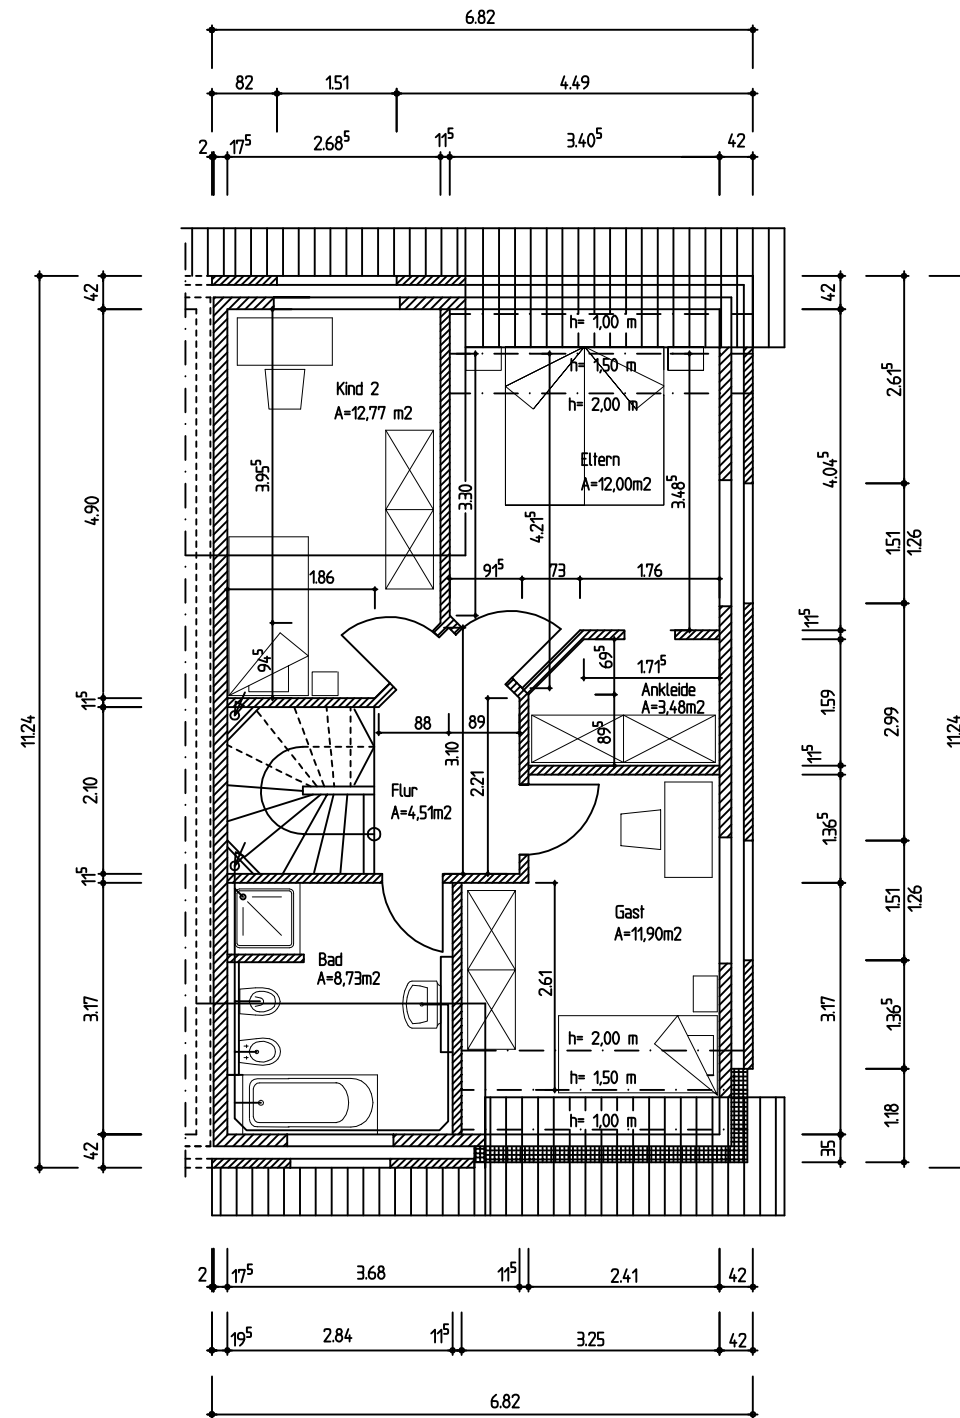 6.82
82 1.51 4.49
2 17⁵ 2.68⁵ 11⁵ 3.40⁵ 42
h= 1,00 m
h= 1,50 m
h= 2,00 m
Kind 2
A=12,77 m2
Eltern
A=12,00m2
3.95⁵
3.30
4.21⁵
3.48⁵
1.86
91⁵ 73 1.76
94⁵
69⁵
1.71⁵
Ankleide
A=3,48m2
89⁵
88 89
3.10
2.21
Flur
A=4,51m2
Gast
A=11,90m2
Bad
A=8,73m2
2.61
h= 2,00 m
h= 1,50 m
h= 1,00 m
11.24
42
4.90
11⁵
2.10
11⁵
3.17
42
42
4.04⁵
11⁵
1.59
11⁵
1.36⁵
3.17
35
2.61⁵
1.51
1.26
2.99
1.51
1.26
1.36⁵
1.18
11.24
2 17⁵ 3.68 11⁵ 2.41 42
19⁵ 2.84 11⁵ 3.25 42
6.82